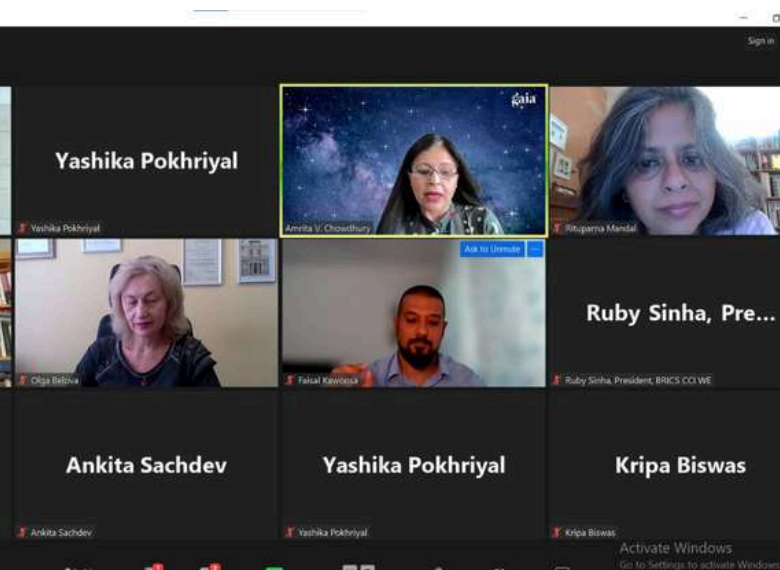 Sign in
Yashika Pokhriyal
Yashika Pokhriyal
gaia
Amrita V. Chowdhury
Rituparna Mandal
Olga Belova
Ask to Unmute
Faisal Kawoosa
Ruby Sinha, Pre...
Ruby Sinha, President, BRICS CCI WE
Ankita Sachdev
Ankita Sachdev
Yashika Pokhriyal
Yashika Pokhriyal
Kripa Biswas
Kripa Biswas
Activate Windows
Go to Settings to activate Windows